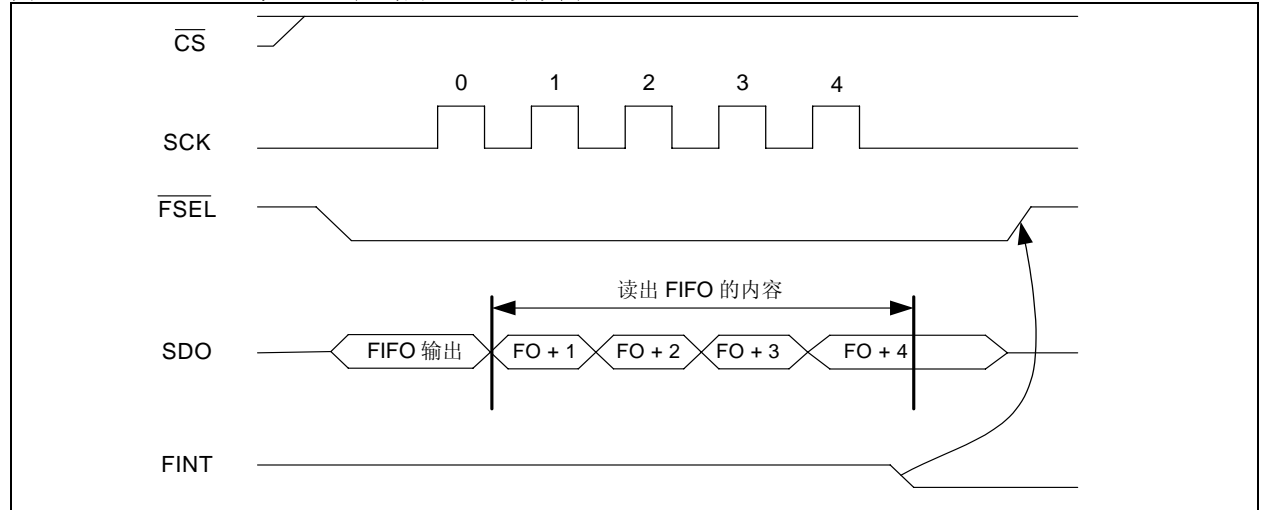 CS
0 1 2 3 4
SCK
FSEL
读出 FIFO 的内容
SDO FIFO 输出 FO + 1 FO + 2 FO + 3 FO + 4
FINT